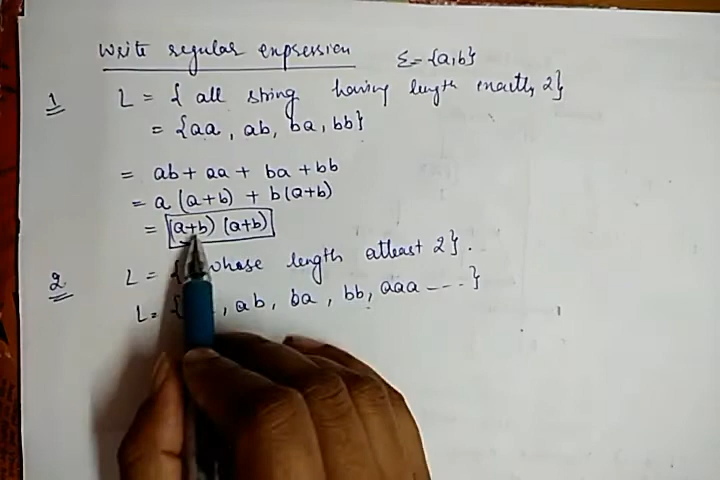 Write regular expression Σ = {a,b}
1 L = { all string having length exactly 2}
= {aa, ab, ba, bb}
= ab + aa + ba + bb
= a (a+b) + b(a+b)
= (a+b) (a+b)
2. L = { whose length atleast 2}.
L = { , ab, ba, bb, aaa --- }